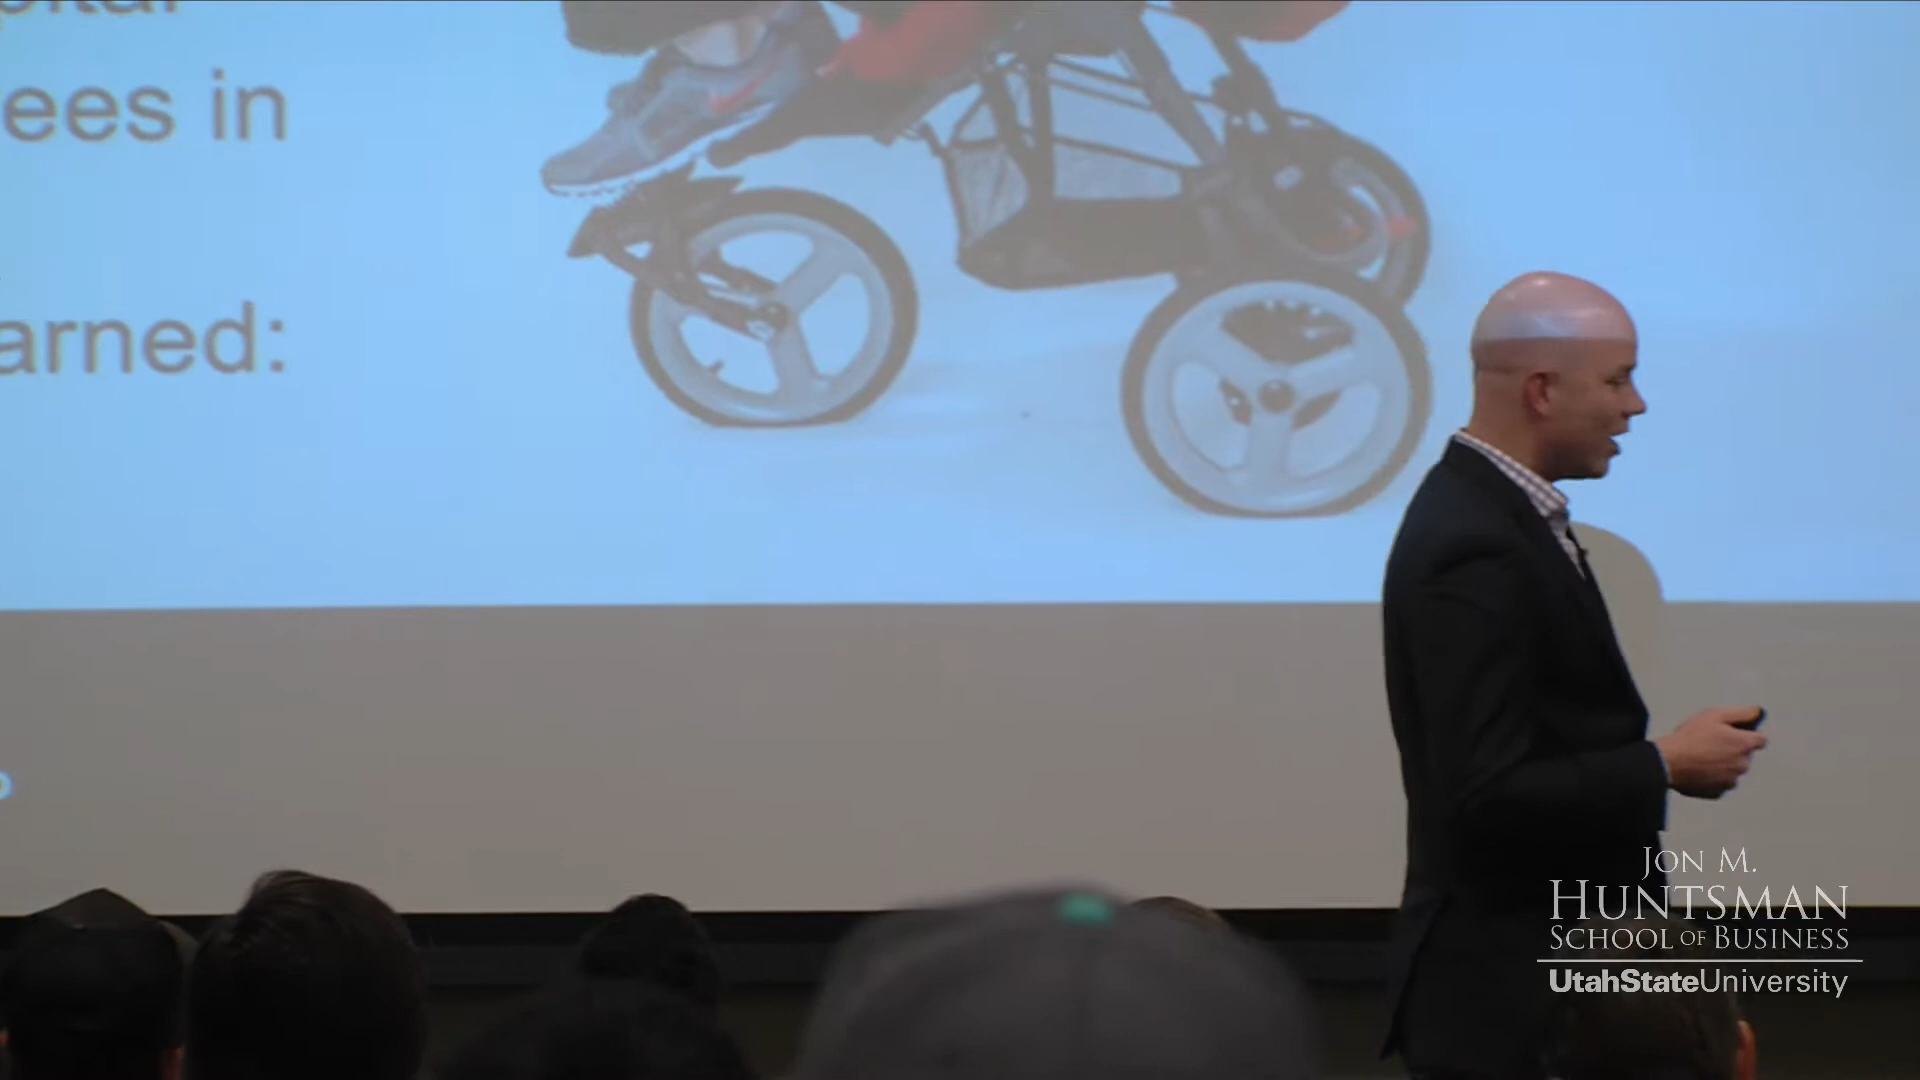 ees in
arned:
JON M.
HUNTSMAN
SCHOOL OF BUSINESS
UtahStateUniversity